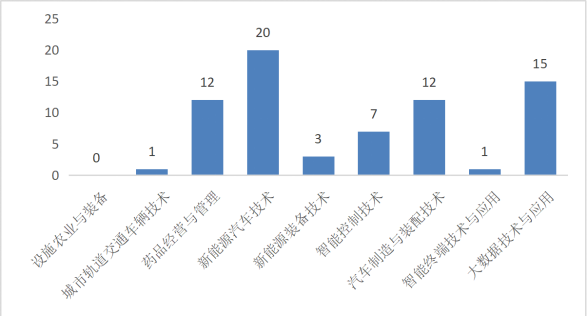 25
20
15
10
5
0
0
1
12
20
3
7
12
1
15
设施农业与装备
城市轨道交通车辆技术
药品经营与管理
新能源汽车技术
新能源装备技术
智能控制技术
汽车制造与装配技术
智能终端技术与应用
大数据技术与应用